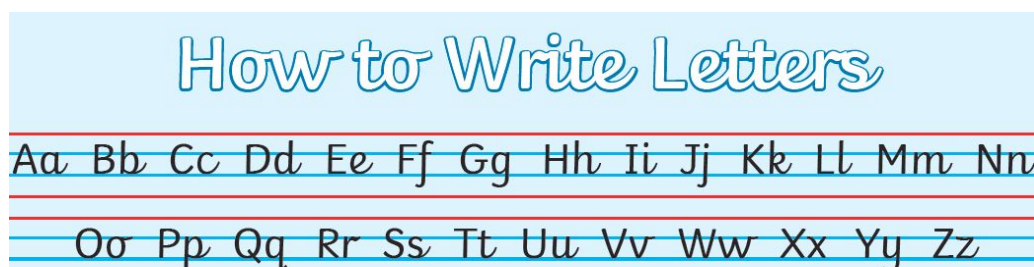 How to Write Letters
Aa Bb Cc Dd Ee Ff Gg Hh Ii Jj Kk Ll Mm Nn
Oo Pp Qq Rr Ss Tt Uu Vv Ww Xx Yy Zz